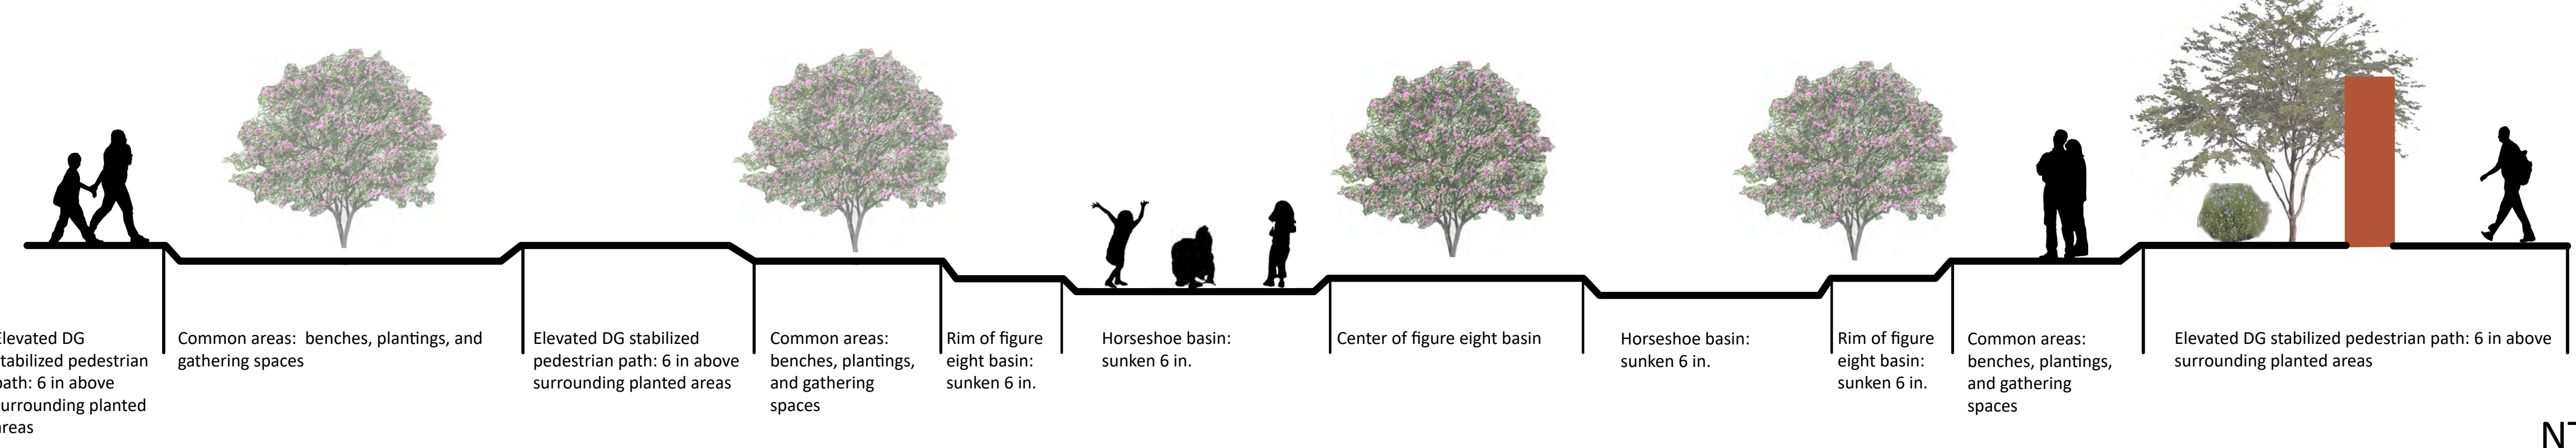 Elevated DG
stabilized pedestrian
path: 6 in above
surrounding planted
areas
Common areas: benches, plantings, and
gathering spaces
Elevated DG stabilized
pedestrian path: 6 in above
surrounding planted areas
Common areas:
benches, plantings,
and gathering
spaces
Rim of figure
eight basin:
sunken 6 in.
Horseshoe basin:
sunken 6 in.
Center of figure eight basin
Horseshoe basin:
sunken 6 in.
Rim of figure
eight basin:
sunken 6 in.
Common areas:
benches, plantings,
and gathering
spaces
Elevated DG stabilized pedestrian path: 6 in above
surrounding planted areas